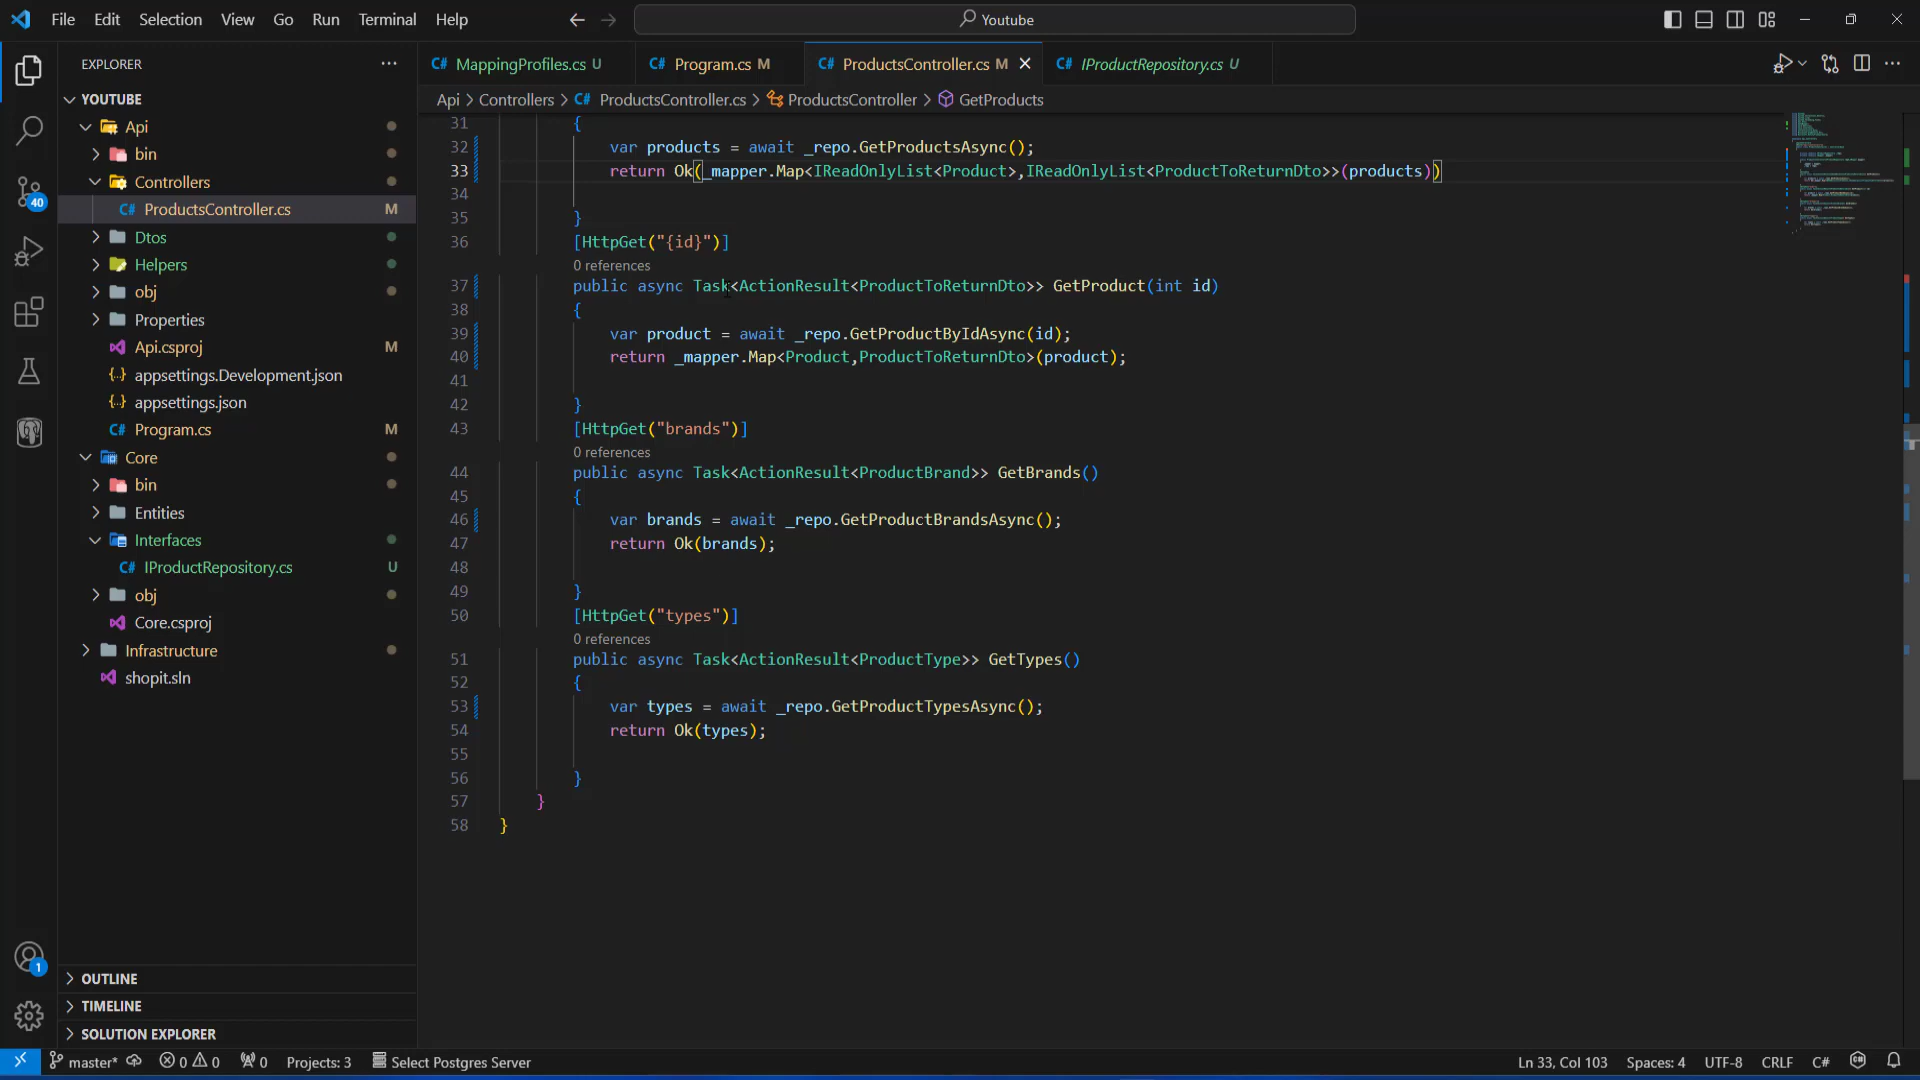 File Edit Selection View Go Run Terminal Help
Youtube
EXPLORER
YOUTUBE
Api
bin
Controllers
C# ProductsController.cs M
Dtos
Helpers
obj
Properties
Api.csproj M
{··} appsettings.Development.json
{··} appsettings.json
C# Program.cs M
Core
bin
Entities
Interfaces
C# IProductRepository.cs U
obj
Core.csproj
Infrastructure
shopit.sln
OUTLINE
TIMELINE
SOLUTION EXPLORER
40
1
C# MappingProfiles.cs U
C# Program.cs M
C# ProductsController.cs M
C# IProductRepository.cs U
Api > Controllers > C# ProductsController.cs > ProductsController > GetProducts
31 {
32 var products = await _repo.GetProductsAsync();
33 return Ok(_mapper.Map<IReadOnlyList<Product>,IReadOnlyList<ProductToReturnDto>>(products))
34
35 }
36 [HttpGet("{id}")]
0 references
37 public async Task<ActionResult<ProductToReturnDto>> GetProduct(int id)
38 {
39 var product = await _repo.GetProductByIdAsync(id);
40 return _mapper.Map<Product,ProductToReturnDto>(product);
41
42 }
43 [HttpGet("brands")]
0 references
44 public async Task<ActionResult<ProductBrand>> GetBrands()
45 {
46 var brands = await _repo.GetProductBrandsAsync();
47 return Ok(brands);
48
49 }
50 [HttpGet("types")]
0 references
51 public async Task<ActionResult<ProductType>> GetTypes()
52 {
53 var types = await _repo.GetProductTypesAsync();
54 return Ok(types);
55
56 }
57 }
58 }
master* 0 0 0 Projects: 3 Select Postgres Server
Ln 33, Col 103 Spaces: 4 UTF-8 CRLF C#